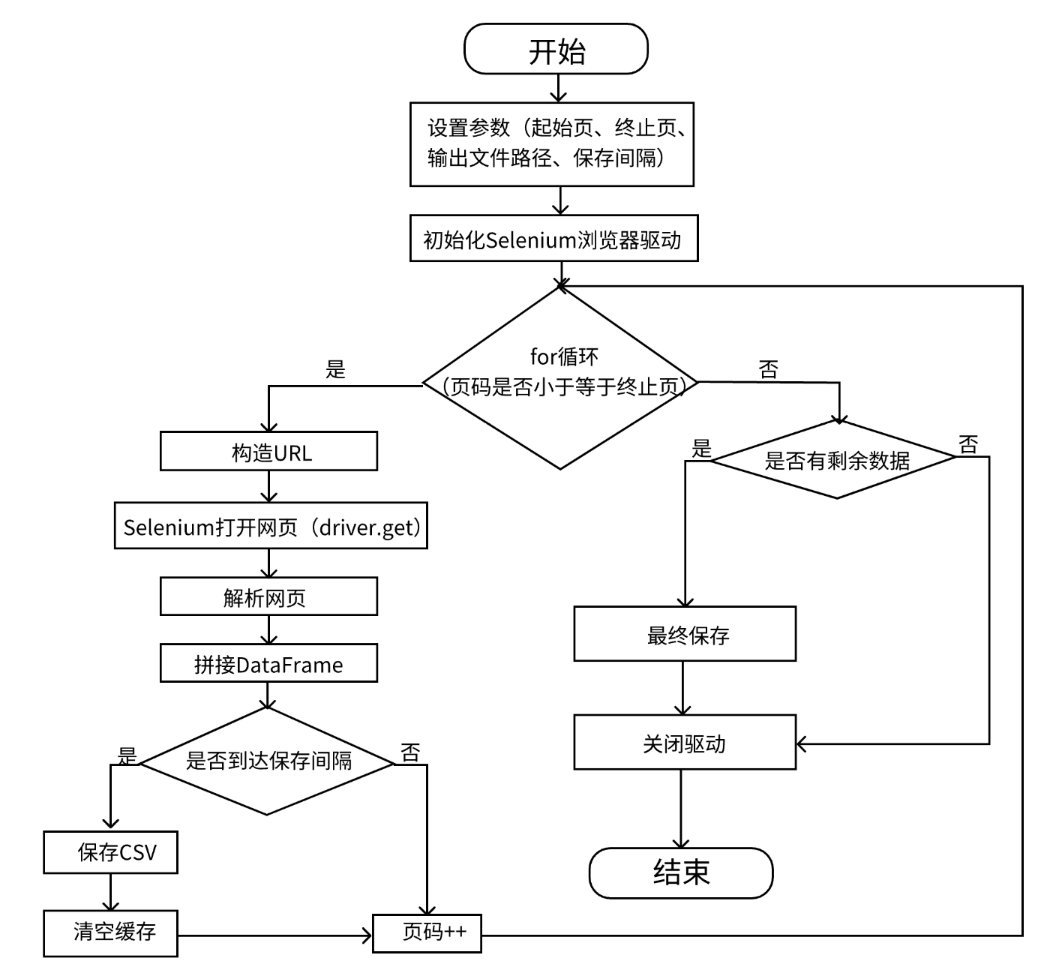 开始
设置参数（起始页、终止页、
输出文件路径、保存间隔）
初始化Selenium浏览器驱动
for循环
（页码是否小于等于终止页）
是
否
构造URL
Selenium打开网页（driver.get）
解析网页
拼接DataFrame
是否到达保存间隔
是
否
保存CSV
清空缓存
页码++
是否有剩余数据
是
否
最终保存
关闭驱动
结束